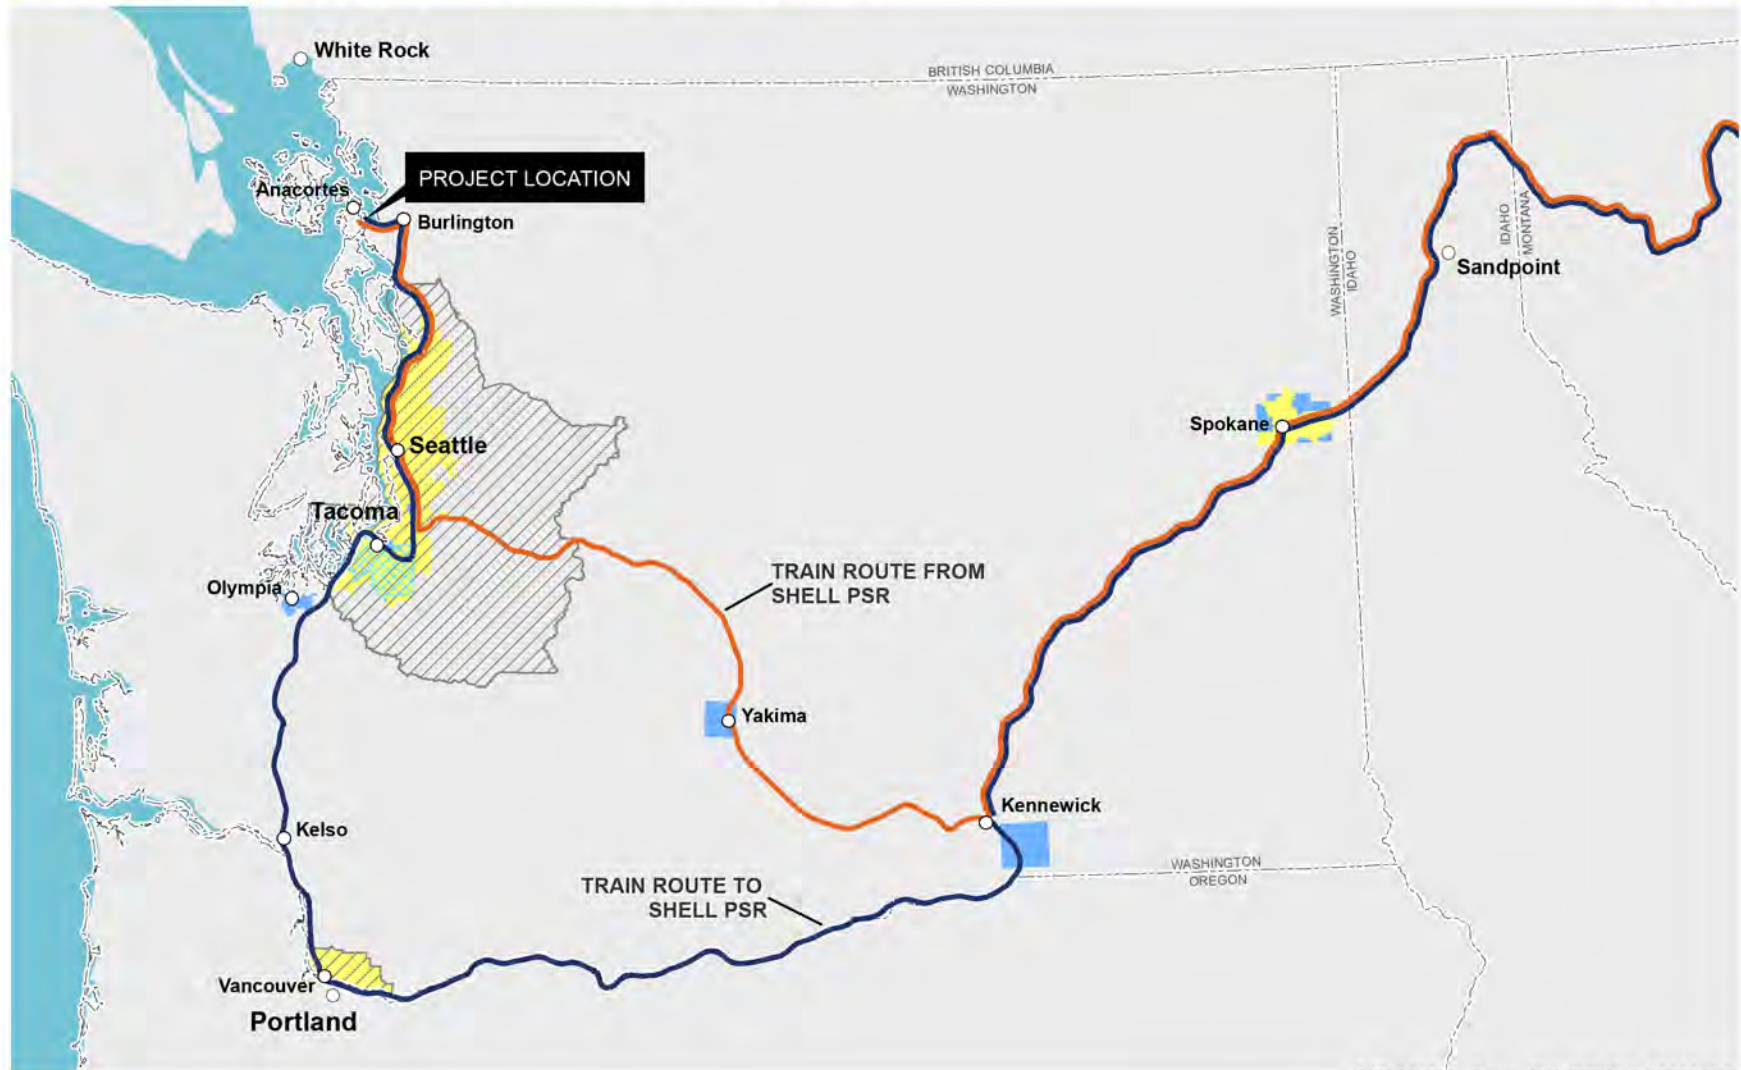 White Rock
BRITISH COLUMBIA
WASHINGTON
PROJECT LOCATION
Anacortes
Burlington
IDAHO
MONTANA
WASHINGTON
IDAHO
Sandpoint
Spokane
Seattle
Tacoma
TRAIN ROUTE FROM
SHELL PSR
Olympia
Yakima
Kennewick
Kelso
WASHINGTON
OREGON
TRAIN ROUTE TO
SHELL PSR
Vancouver
Portland